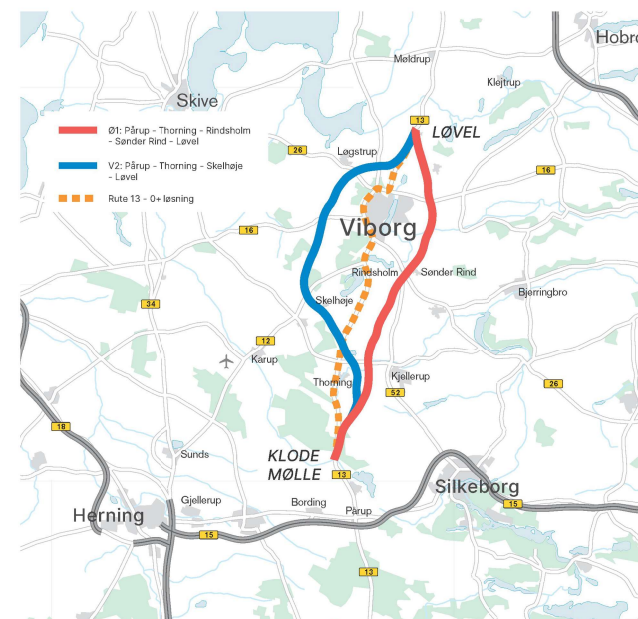 Hobro
Møldrup
Klejtrup
Skive
13
LØVEL
Ø1: Pårup - Thorning - Rindsholm
- Sønder Rind - Løvel
V2: Pårup - Thorning - Skelhøje
- Løvel
Rute 13 - 0+ løsning
26
Løgstrup
16
Viborg
16
Rindsholm
Sønder Rind
Bjerringbro
34
Skelhøje
12
Karup
Thorning
Kjellerup
26
52
18
Sunds
KLODE
MØLLE
13
Silkeborg
Gjellerup
Bording
Pårup
15
Herning
15
13